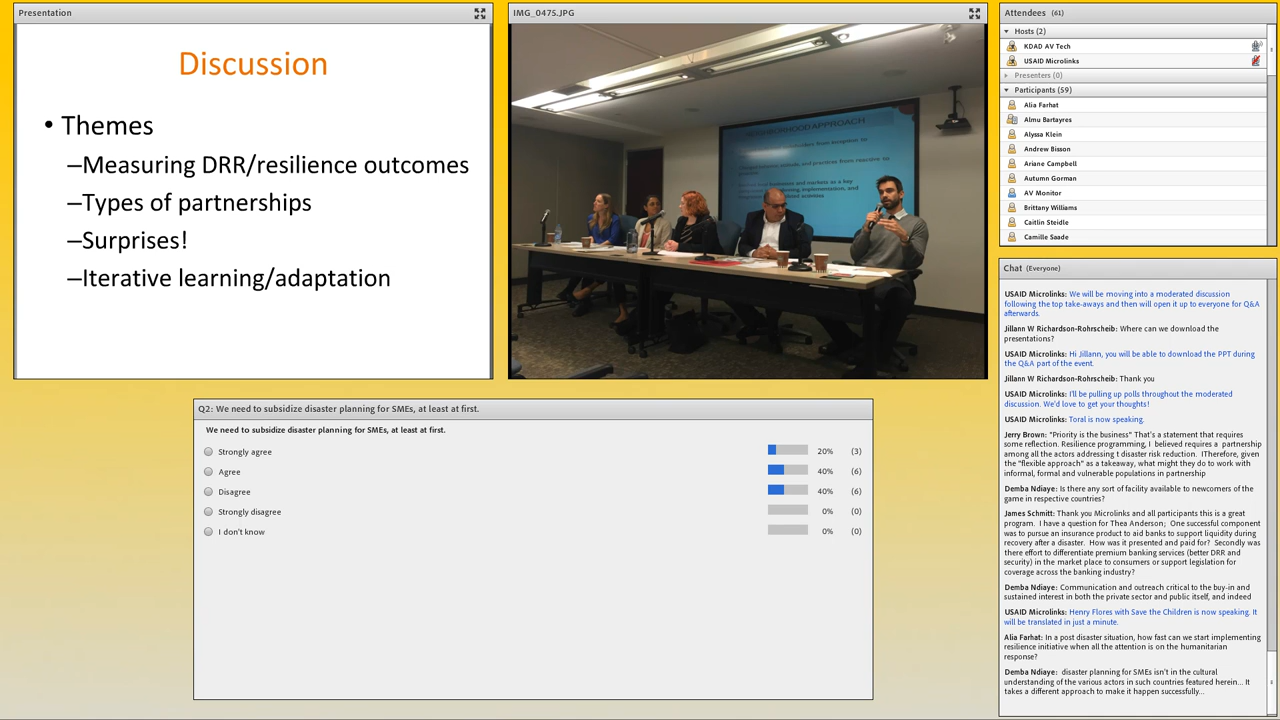 Presentation
Discussion
• Themes
–Measuring DRR/resilience outcomes
–Types of partnerships
–Surprises!
–Iterative learning/adaptation
IMG_0475.JPG
NEIGHBORHOOD APPROACH
Q2: We need to subsidize disaster planning for SMEs, at least at first.
We need to subsidize disaster planning for SMEs, at least at first.
Strongly agree 20% (3)
Agree 40% (6)
Disagree 40% (6)
Strongly disagree 0% (0)
I don't know 0% (0)
Attendees (61)
Hosts (2)
KDAD AV Tech
USAID Microlinks
Presenters (0)
Participants (59)
Alia Farhat
Almu Bartayres
Alyssa Klein
Andrew Bisson
Ariane Campbell
Autumn Gorman
AV Monitor
Brittany Williams
Caitlin Steidle
Camille Saade
Chat (Everyone)
USAID Microlinks: We will be moving into a moderated discussion
following the top take-aways and then will open it up to everyone for Q&A
afterwards.
Jillann W Richardson-Rohrscheib: Where can we download the
presentations?
USAID Microlinks: Hi Jillann, you will be able to download the PPT during
the Q&A part of the event.
Jillann W Richardson-Rohrscheib: Thank you
USAID Microlinks: I'll be pulling up polls throughout the moderated
discussion. We'd love to get your thoughts!
USAID Microlinks: Toral is now speaking.
Jerry Brown: "Priority is the business" That's a statement that requires
some reflection. Resilience programming, I believed requires a partnership
among all the actors addressing t disaster risk reduction. ITherefore, given
the "flexible approach" as a takeaway, what might they do to work with
informal, formal and vulnerable populations in partnership
Demba Ndiaye: Is there any sort of facility available to newcomers of the
game in respective countries?
James Schmitt: Thank you Microlinks and all participants this is a great
program. I have a question for Thea Anderson; One successful component
was to pursue an insurance product to aid banks to support liquidity during
recovery after a disaster. How was it presented and paid for? Secondly was
there effort to differentiate premium banking services (better DRR and
security) in the market place to consumers or support legislation for
coverage across the banking industry?
Demba Ndiaye: Communication and outreach critical to the buy-in and
sustained interest in both the private sector and public itself, and indeed
USAID Microlinks: Henry Flores with Save the Children is now speaking. It
will be translated in just a minute.
Alia Farhat: In a post disaster situation, how fast can we start implementing
resilience initiative when all the attention is on the humanitarian
response?
Demba Ndiaye: disaster planning for SMEs isn't in the cultural
understanding of the various actors in such countries featured herein... It
takes a different approach to make it happen successfully...